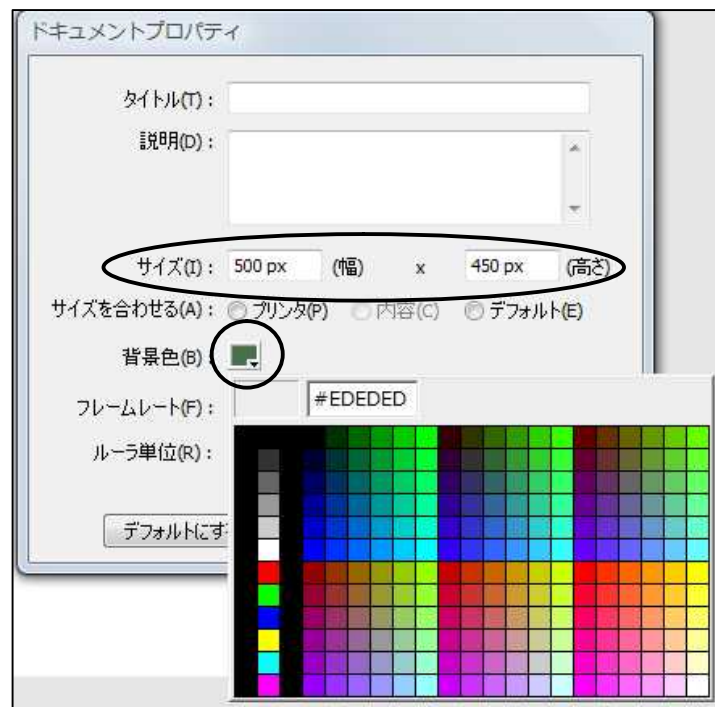 ドキュメントプロパティ
タイトル(T) :
説明(D) :
サイズ(I) : 500 px (幅) x 450 px (高さ)
サイズを合わせる(A) : プリンタ(P) 内容(C) デフォルト(E)
背景色(B) :
フレームレート(F) : #EDEDED
ルーラ単位(R) :
デフォルトにす